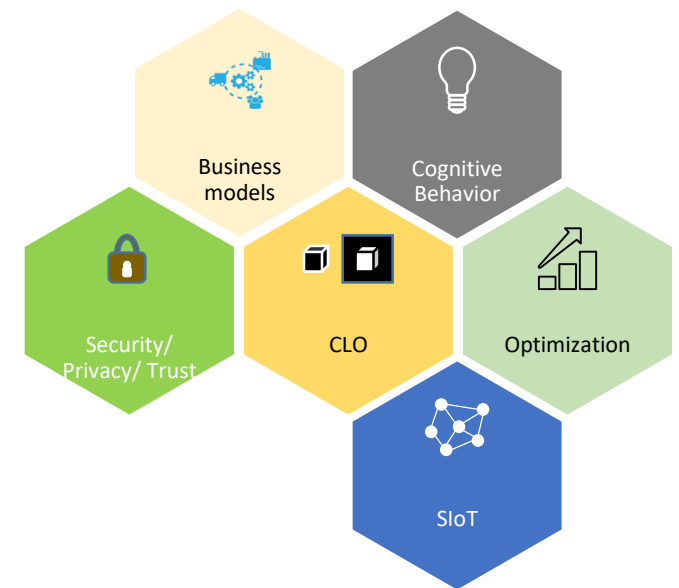 Business
models
Cognitive
Behavior
Security/
Privacy/ Trust
CLO
Optimization
SIoT